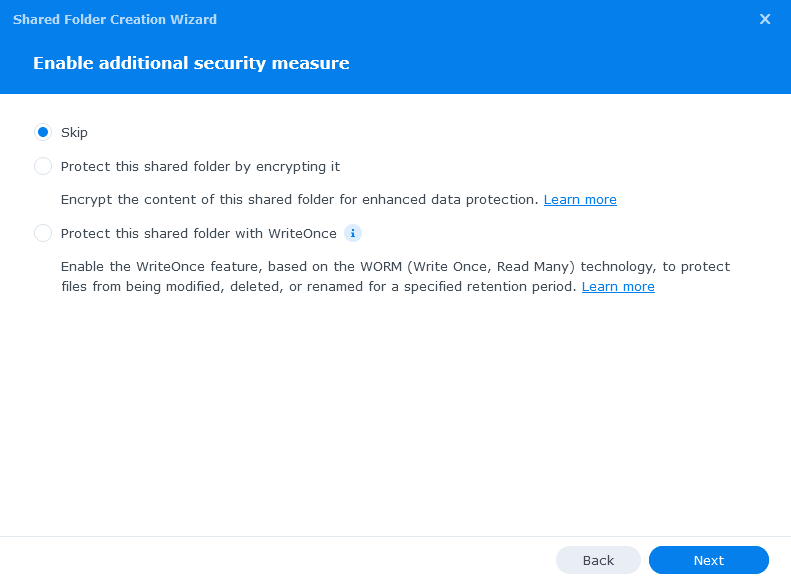 Shared Folder Creation Wizard
Enable additional security measure
Skip
Protect this shared folder by encrypting it
Encrypt the content of this shared folder for enhanced data protection. Learn more
Protect this shared folder with WriteOnce i
Enable the WriteOnce feature, based on the WORM (Write Once, Read Many) technology, to protect
files from being modified, deleted, or renamed for a specified retention period. Learn more
Back Next